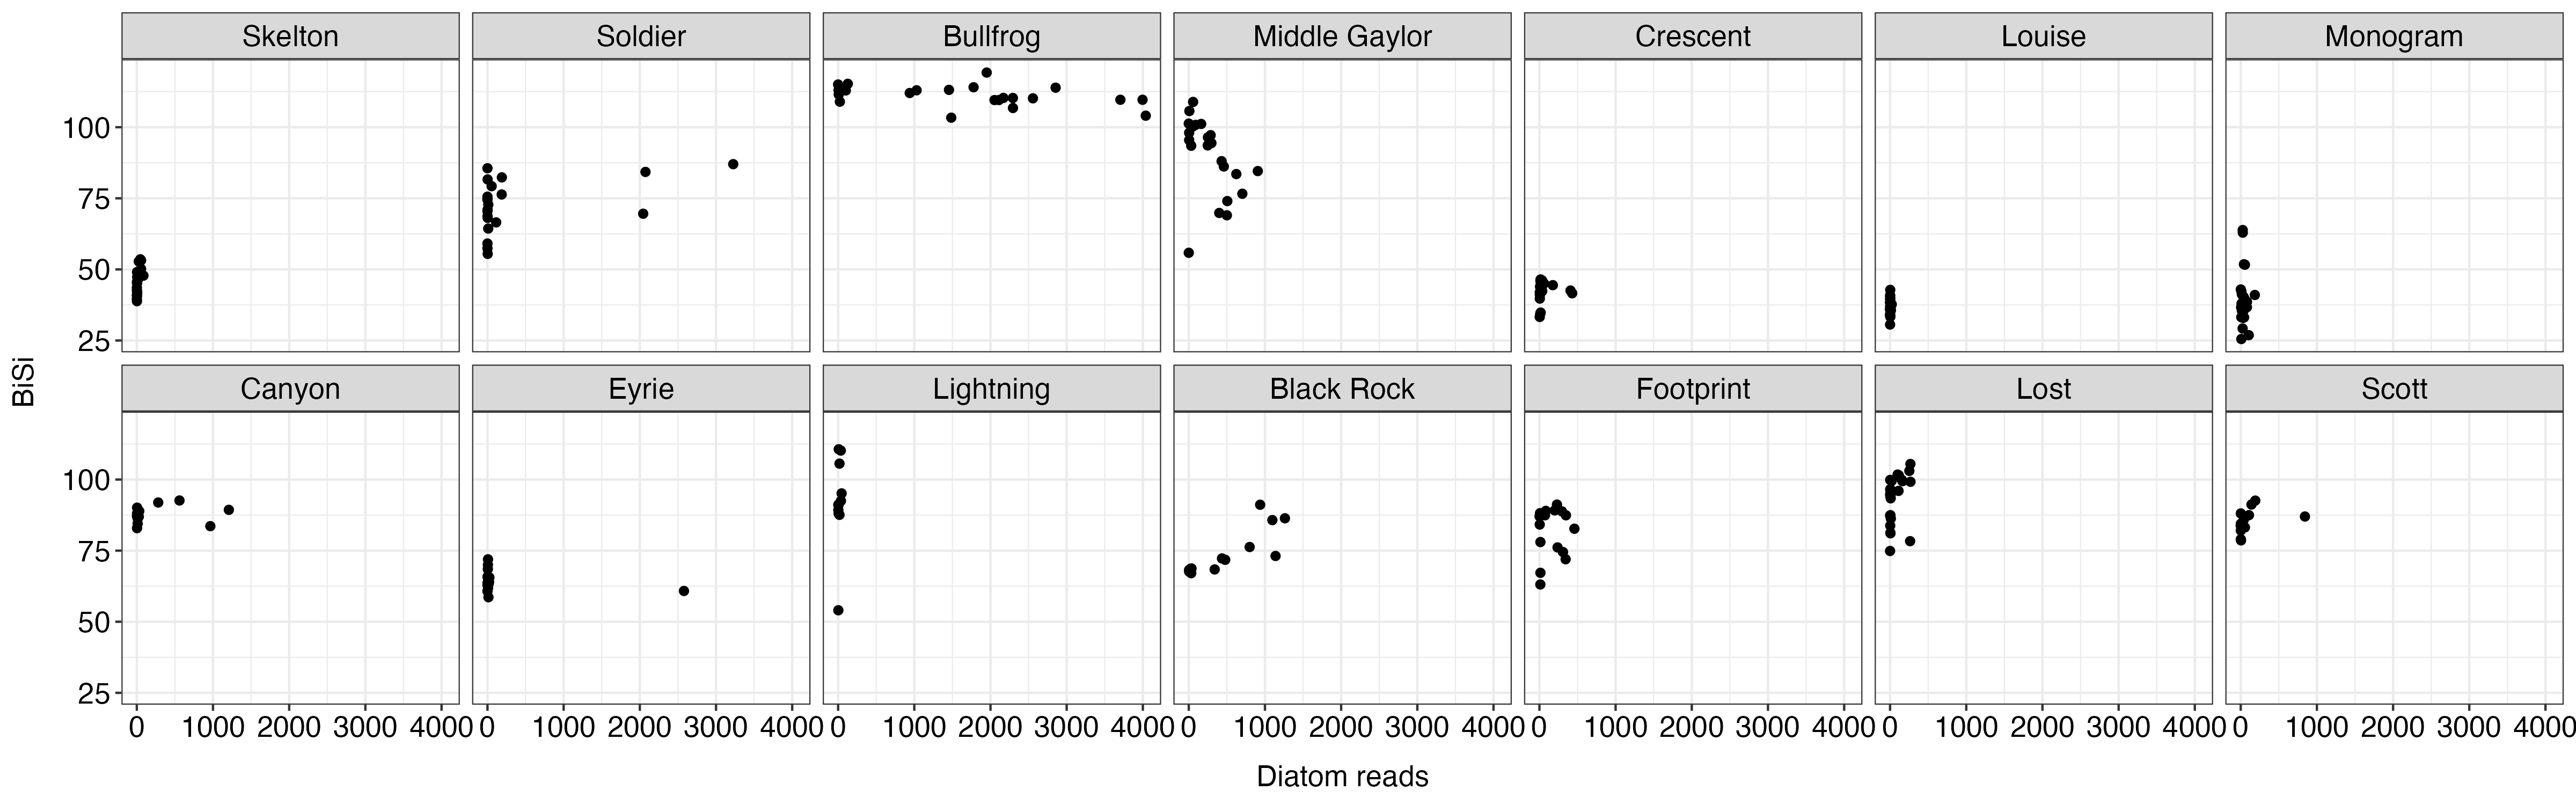 Skelton Soldier Bullfrog Middle Gaylor Crescent Louise Monogram
100
75
50
25
BiSi
Canyon Eyrie Lightning Black Rock Footprint Lost Scott
100
75
50
25
0 1000 2000 3000 4000 0 1000 2000 3000 4000 0 1000 2000 3000 4000 0 1000 2000 3000 4000 0 1000 2000 3000 4000 0 1000 2000 3000 4000 0 1000 2000 3000 4000
Diatom reads